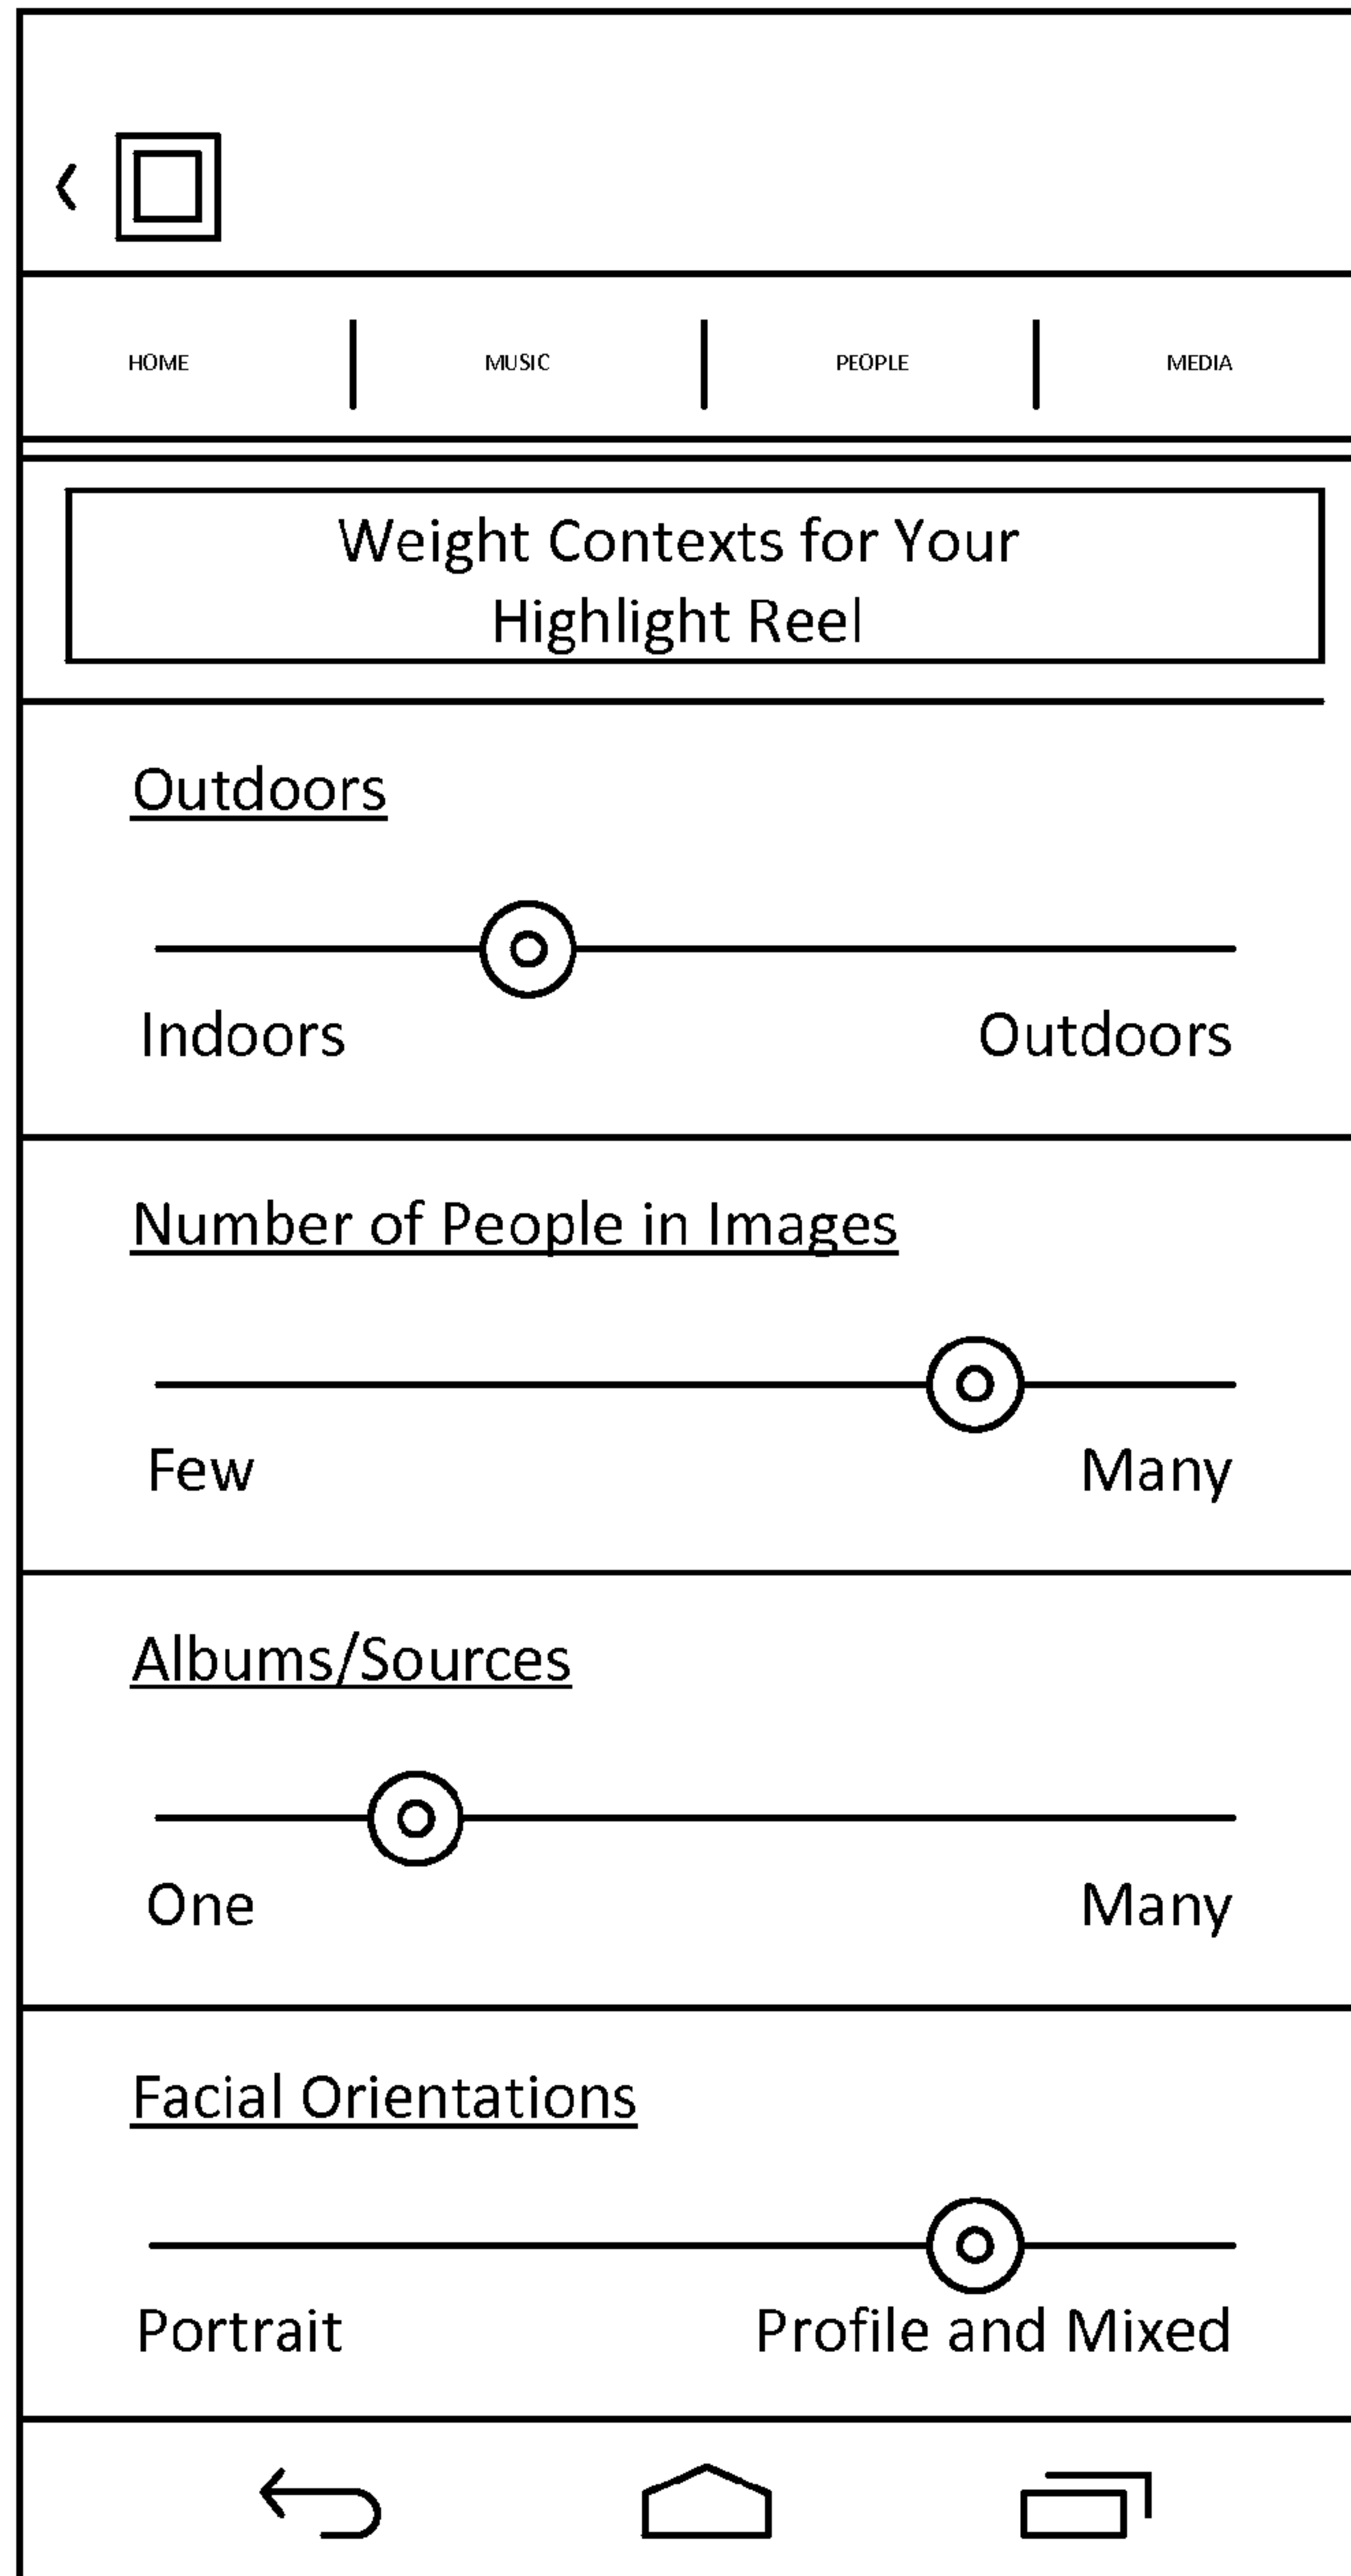 HOME MUSIC PEOPLE MEDIA
Weight Contexts for Your
Highlight Reel
Outdoors
Indoors Outdoors
Number of People in Images
Few Many
Albums/Sources
One Many
Facial Orientations
Portrait Profile and Mixed